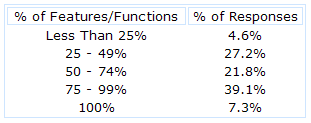 % of Features/Functions % of Responses
Less Than 25% 4.6%
25 - 49% 27.2%
50 - 74% 21.8%
75 - 99% 39.1%
100% 7.3%